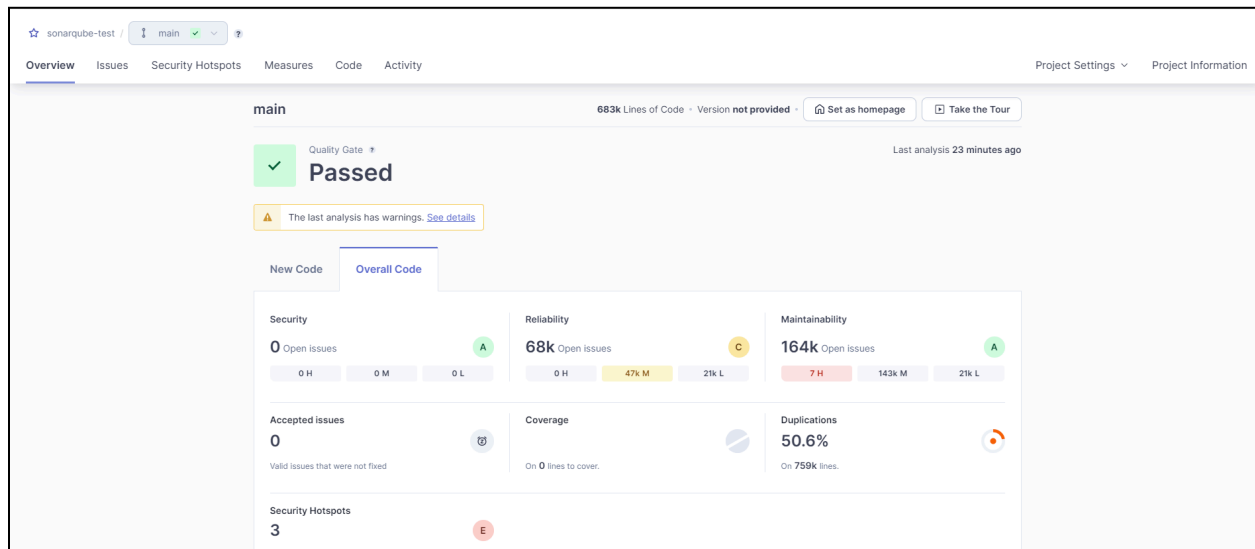 sonarqube-test / main ?
Overview Issues Security Hotspots Measures Code Activity Project Settings Project Information
main 683k Lines of Code • Version not provided • Set as homepage Take the Tour
Quality Gate ? Last analysis 23 minutes ago
Passed
The last analysis has warnings. See details
New Code Overall Code
Security Reliability Maintainability
0 Open issues A 68k Open issues C 164k Open issues A
0 H 0 M 0 L 0 H 47k M 21k L 7 H 143k M 21k L
Accepted issues Coverage Duplications
0 50.6%
Valid issues that were not fixed On 0 lines to cover. On 759k lines.
Security Hotspots
3 E